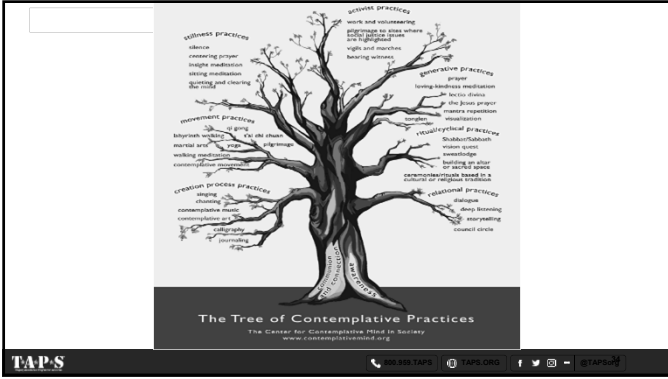 activist practices
work and volunteering
pilgrimage to sites where
social justice issues
are highlighted
vigils and marches
bearing witness
stillness practices
silence
centering prayer
insight meditation
sitting meditation
quieting and clearing
the mind
generative practices
prayer
loving-kindness meditation
lectio divina
the Jesus prayer
mantra repetition
visualization
tonglen
movement practices
qi gong
labyrinth walking
t'ai chi chuan
martial arts
yoga
pilgrimage
walking meditation
contemplative movement
ritual/cyclical practices
Shabbat/Sabbath
vision quest
sweatlodge
building an altar
or sacred space
ceremonies/rituals based in a
cultural or religious tradition
creation process practices
singing
chanting
contemplative music
contemplative art
calligraphy
journaling
relational practices
dialogue
deep listening
storytelling
council circle
communion
and connection
awareness
The Tree of Contemplative Practices
The Center for Contemplative Mind in Society
www.contemplativemind.org
T*A*P*S
800.959.TAPS
TAPS.ORG
@TAPSorg